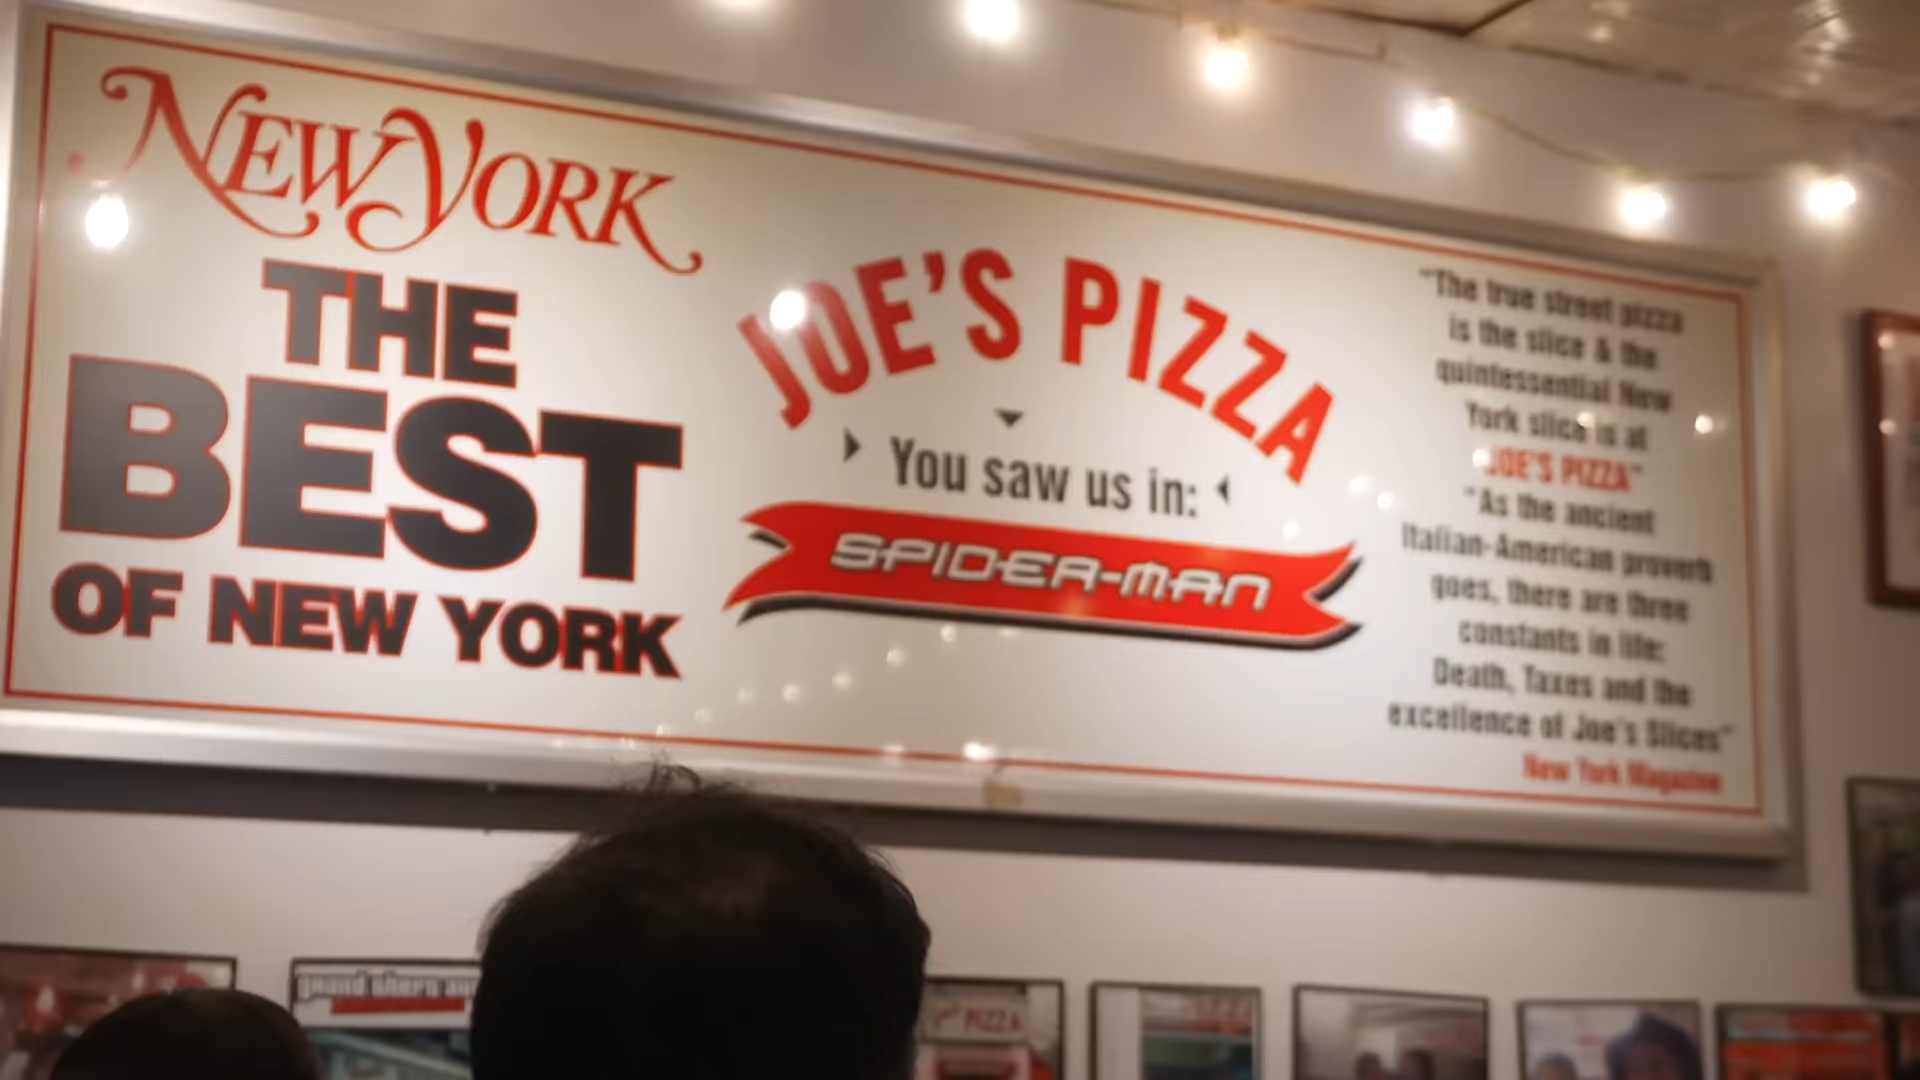 NEW YORK
THE
BEST
OF NEW YORK
JOE'S PIZZA
You saw us in:
SPIDER-MAN
"The true street pizza
is the slice & the
quintessential New
York slice is at
"JOE'S PIZZA"
"As the ancient
Italian-American proverb
goes, there are three
constants in life:
Death, Taxes and the
excellence of Joe's Slices"
New York Magazine
PIZZA